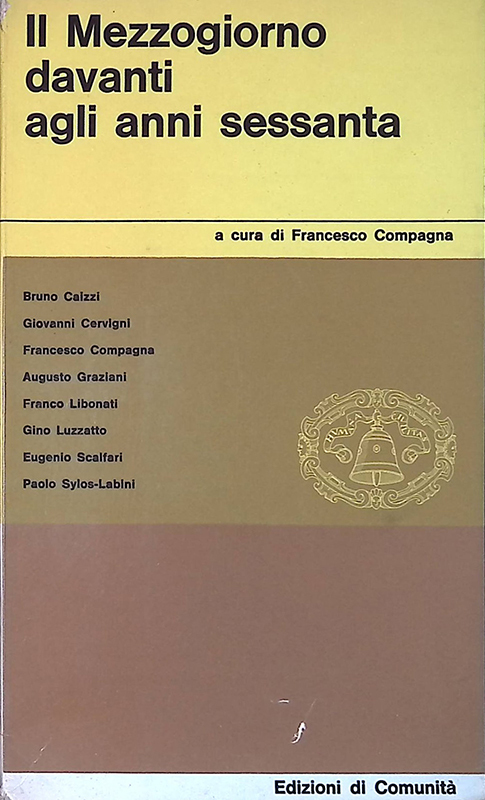 Il Mezzogiorno
davanti
agli anni sessanta
a cura di Francesco Compagna
Bruno Caizzi
Giovanni Cervigni
Francesco Compagna
Augusto Graziani
Franco Libonati
Gino Luzzatto
Eugenio Scalfari
Paolo Sylos-Labini
Edizioni di Comunità